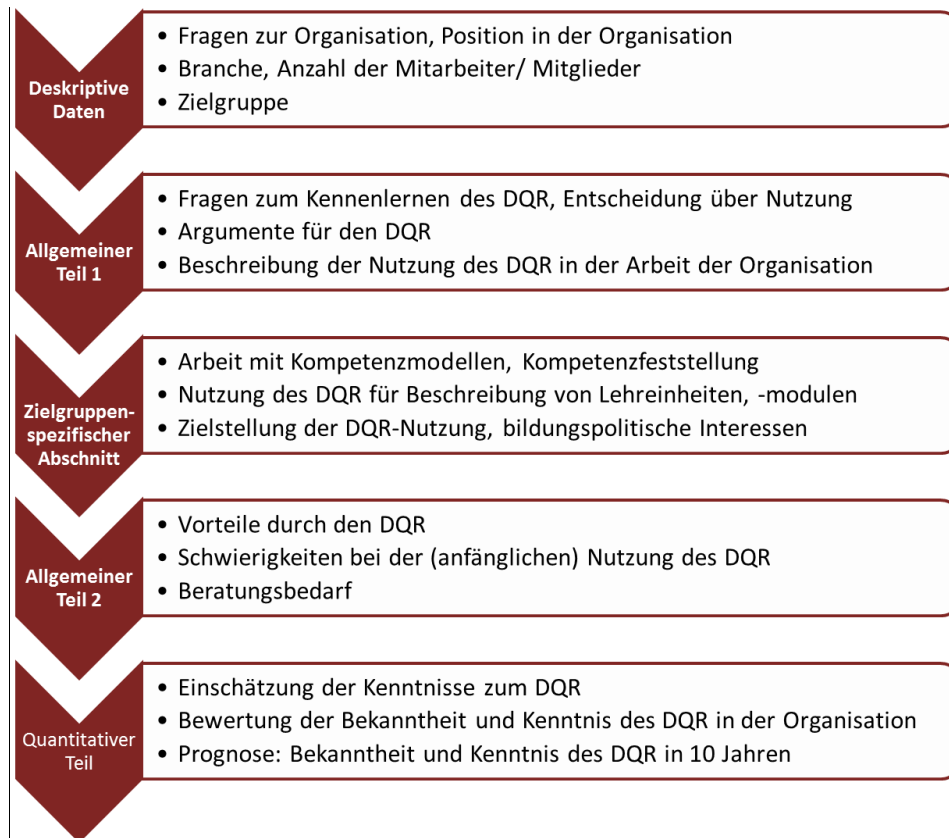 Deskriptive
Daten
• Fragen zur Organisation, Position in der Organisation
• Branche, Anzahl der Mitarbeiter/ Mitglieder
• Zielgruppe
Allgemeiner
Teil 1
• Fragen zum Kennenlernen des DQR, Entscheidung über Nutzung
• Argumente für den DQR
• Beschreibung der Nutzung des DQR in der Arbeit der Organisation
Zielgruppen-
spezifischer
Abschnitt
• Arbeit mit Kompetenzmodellen, Kompetenzfeststellung
• Nutzung des DQR für Beschreibung von Lehreinheiten, -modulen
• Zielstellung der DQR-Nutzung, bildungspolitische Interessen
Allgemeiner
Teil 2
• Vorteile durch den DQR
• Schwierigkeiten bei der (anfänglichen) Nutzung des DQR
• Beratungsbedarf
Quantitativer
Teil
• Einschätzung der Kenntnisse zum DQR
• Bewertung der Bekanntheit und Kenntnis des DQR in der Organisation
• Prognose: Bekanntheit und Kenntnis des DQR in 10 Jahren